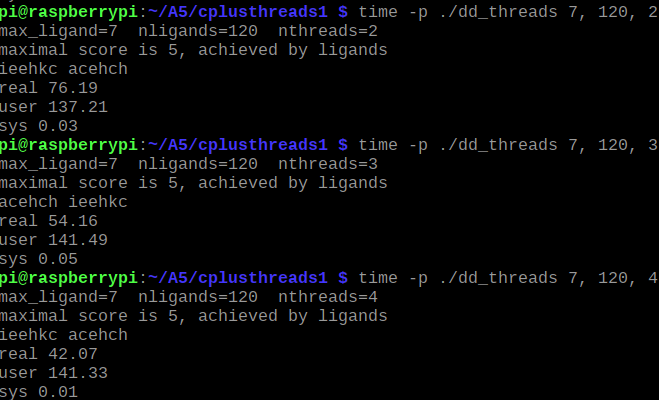 pi@raspberrypi:~/A5/cplusthreads1 $ time -p ./dd_threads 7, 120, 2
max_ligand=7  nligands=120  nthreads=2
maximal score is 5, achieved by ligands
ieehkc acehch
real 76.19
user 137.21
sys 0.03
pi@raspberrypi:~/A5/cplusthreads1 $ time -p ./dd_threads 7, 120, 3
max_ligand=7  nligands=120  nthreads=3
maximal score is 5, achieved by ligands
acehch ieehkc
real 54.16
user 141.49
sys 0.05
pi@raspberrypi:~/A5/cplusthreads1 $ time -p ./dd_threads 7, 120, 4
max_ligand=7  nligands=120  nthreads=4
maximal score is 5, achieved by ligands
ieehkc acehch
real 42.07
user 141.33
sys 0.01